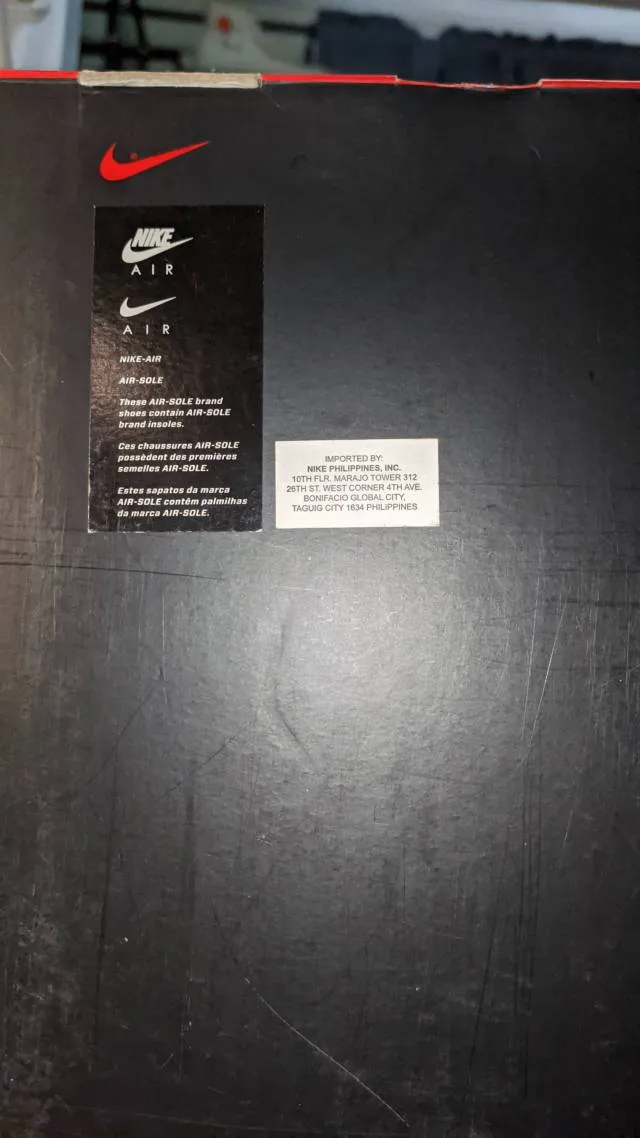 NIKE
AIR
AIR
NIKE-AIR
AIR-SOLE
These AIR-SOLE brand
shoes contain AIR-SOLE
brand insoles.
Ces chaussures AIR-SOLE
possèdent des premières
semelles AIR-SOLE.
Estes sapatos da marca
AIR-SOLE contêm palmilhas
da marca AIR-SOLE.
IMPORTED BY:
NIKE PHILIPPINES, INC.
10TH FLR. MARAJO TOWER 312
26TH ST. WEST CORNER 4TH AVE.
BONIFACIO GLOBAL CITY,
TAGUIG CITY 1634 PHILIPPINES